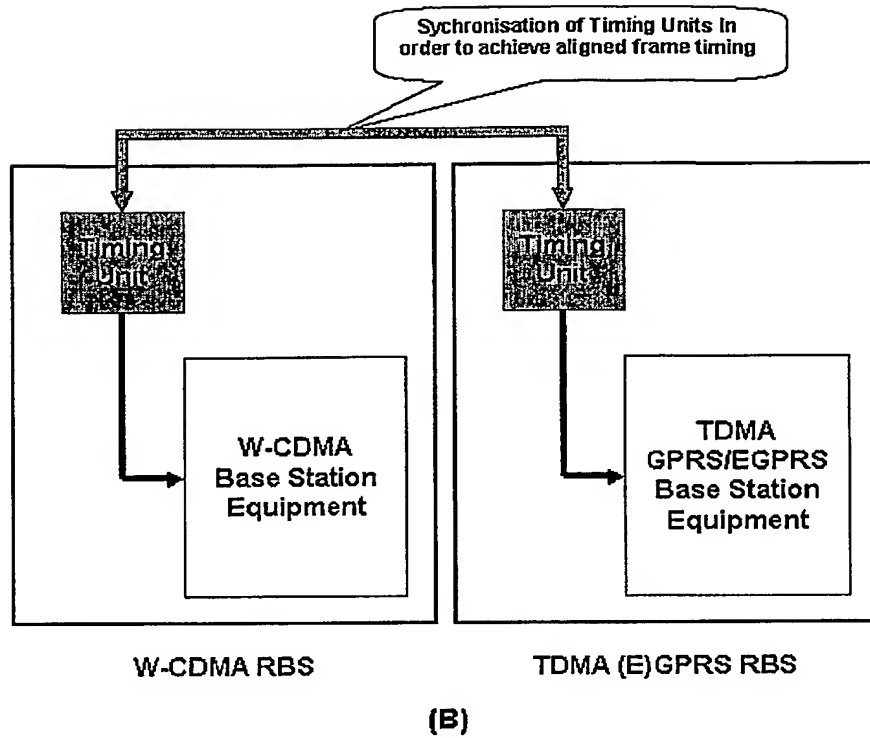 Sychronisation of Timing Units in
order to achieve aligned frame timing
Timing
Unit
Timing
Unit
W-CDMA
Base Station
Equipment
TDMA
GPRS/EGPRS
Base Station
Equipment
W-CDMA RBS
TDMA (E)GPRS RBS
(B)